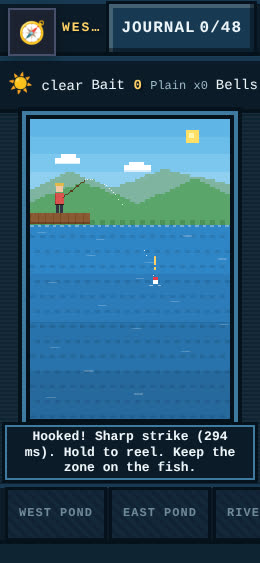 WES… JOURNAL 0/48
clear Bait 0 Plain x0 Bells
Hooked! Sharp strike (294
ms). Hold to reel. Keep the
zone on the fish.
WEST POND EAST POND RIVE